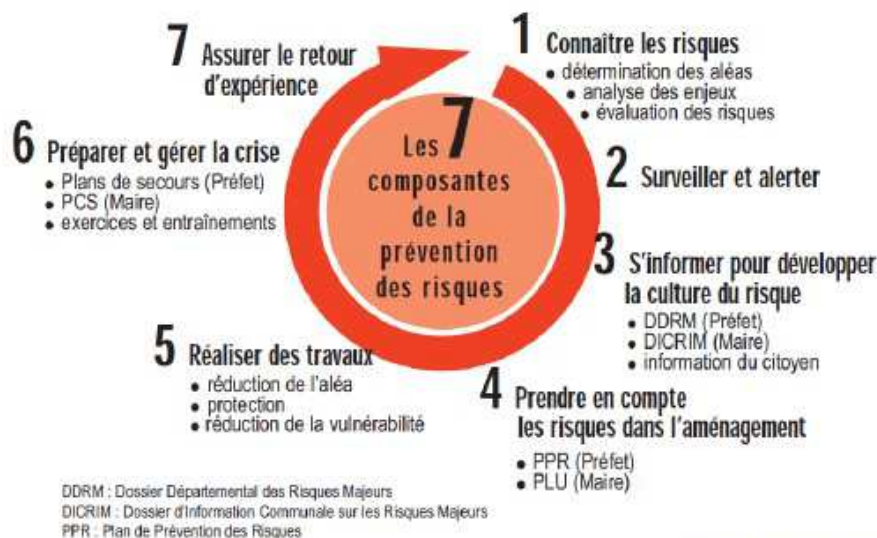 Les 7
composantes
de la
prévention
des risques
1 Connaître les risques
• détermination des aléas
• analyse des enjeux
• évaluation des risques
2 Surveiller et alerter
3 S'informer pour développer
la culture du risque
• DDRM (Préfet)
• DICRIM (Maire)
• information du citoyen
4 Prendre en compte
les risques dans l'aménagement
• PPR (Préfet)
• PLU (Maire)
5 Réaliser des travaux
• réduction de l'aléa
• protection
• réduction de la vulnérabilité
6 Préparer et gérer la crise
• Plans de secours (Préfet)
• PCS (Maire)
• exercices et entraînements
7 Assurer le retour
d'expérience
DDRM : Dossier Départemental des Risques Majeurs
DICRIM : Dossier d'Information Communale sur les Risques Majeurs
PPR : Plan de Prévention des Risques